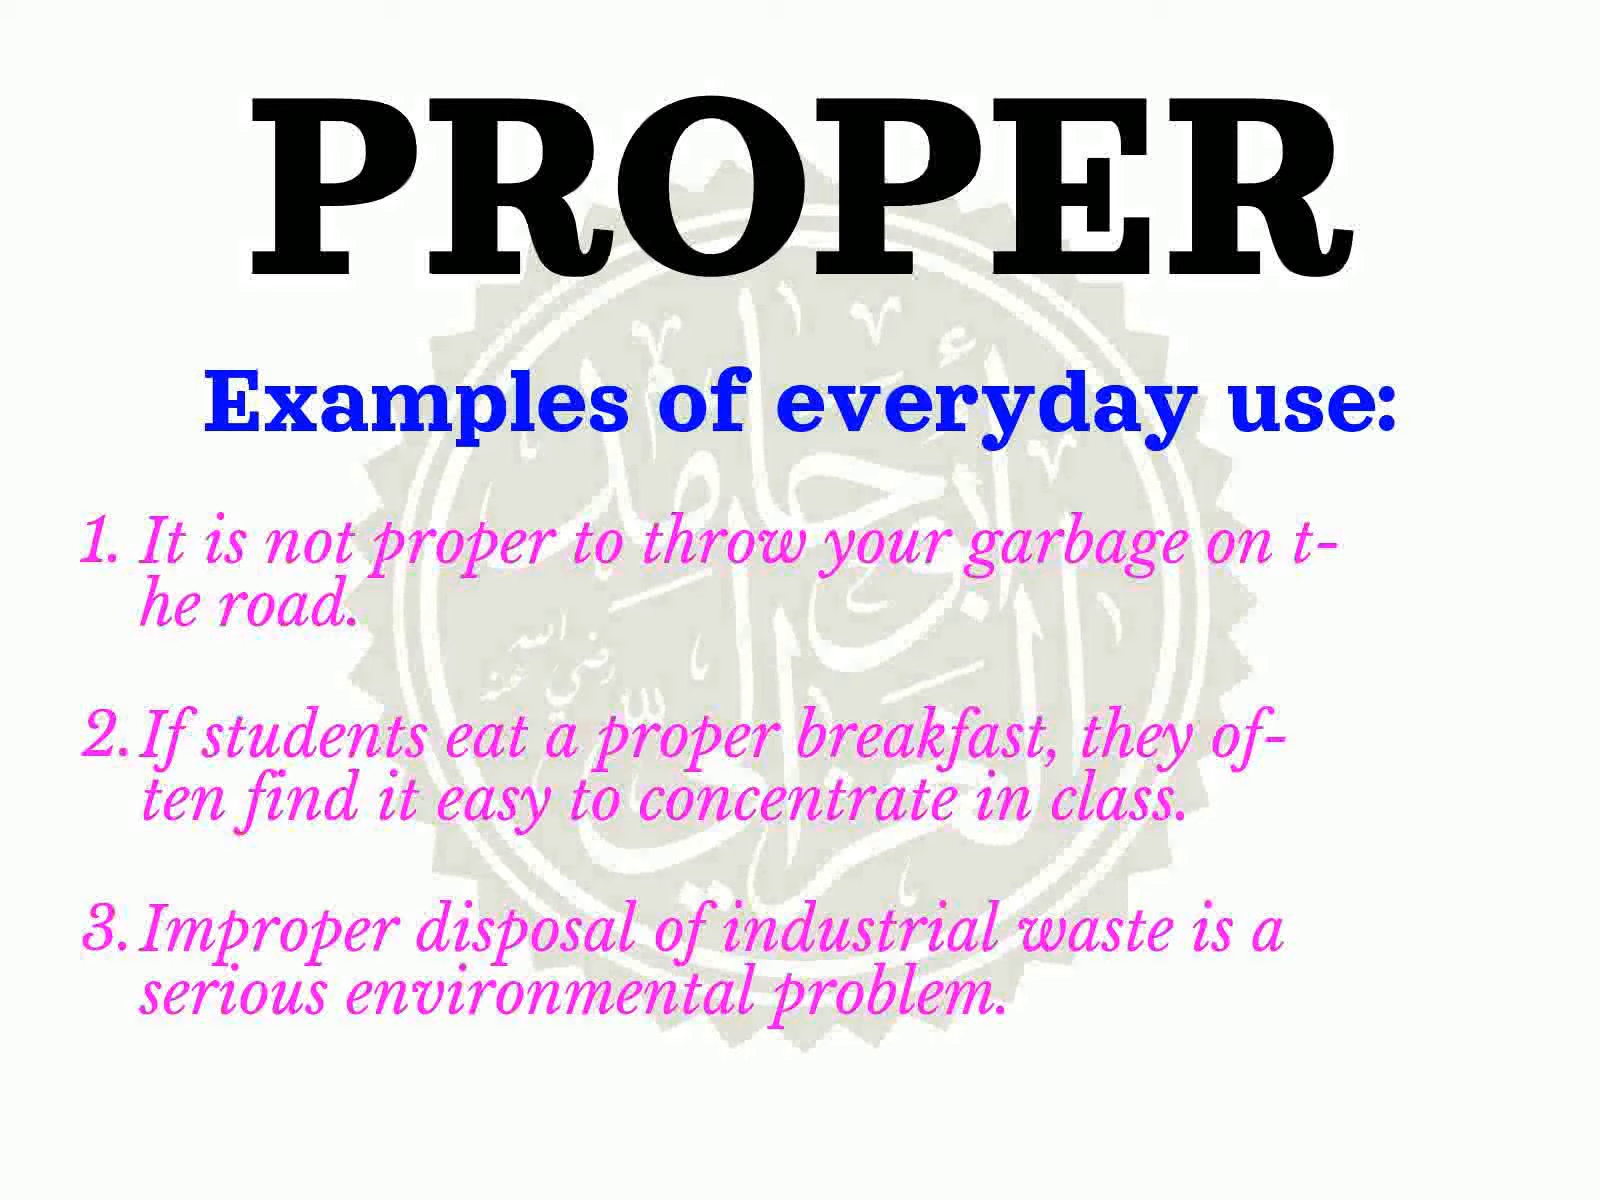 PROPER
Examples of everyday use:
1. It is not proper to throw your garbage on t-
he road.
2. If students eat a proper breakfast, they of-
ten find it easy to concentrate in class.
3. Improper disposal of industrial waste is a
serious environmental problem.